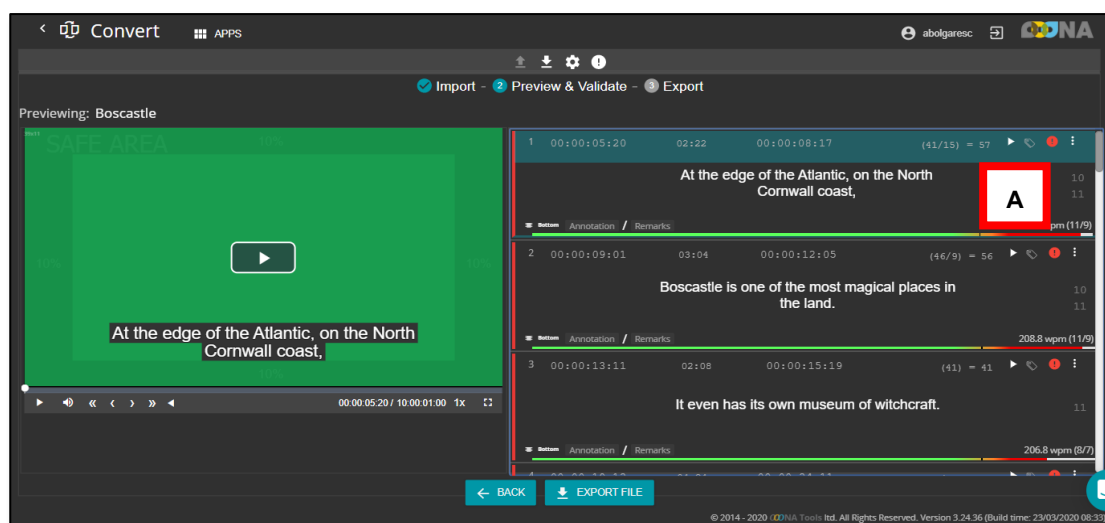 Convert
APPS
abolgaresc
OOONA
Import - 2 Preview & Validate - 3 Export
Previewing: Boscastle
SAFE AREA
10%
10%
10%
10%
At the edge of the Atlantic, on the North
Cornwall coast,
00:00:05:20 / 10:00:01:00 1x
1 00:00:05:20 02:22 00:00:08:17 (41/15) = 57
At the edge of the Atlantic, on the North
Cornwall coast,
10
11
A
Bottom Annotation / Remarks
pm (11/9)
2 00:00:09:01 03:04 00:00:12:05 (46/9) = 56
Boscastle is one of the most magical places in
the land.
10
11
Bottom Annotation / Remarks
208.8 wpm (11/9)
3 00:00:13:11 02:08 00:00:15:19 (41) = 41
It even has its own museum of witchcraft.
11
Bottom Annotation / Remarks
206.8 wpm (8/7)
BACK
EXPORT FILE
© 2014 - 2020 OOONA Tools ltd. All Rights Reserved. Version 3.24.36 (Build time: 23/03/2020 08:33)